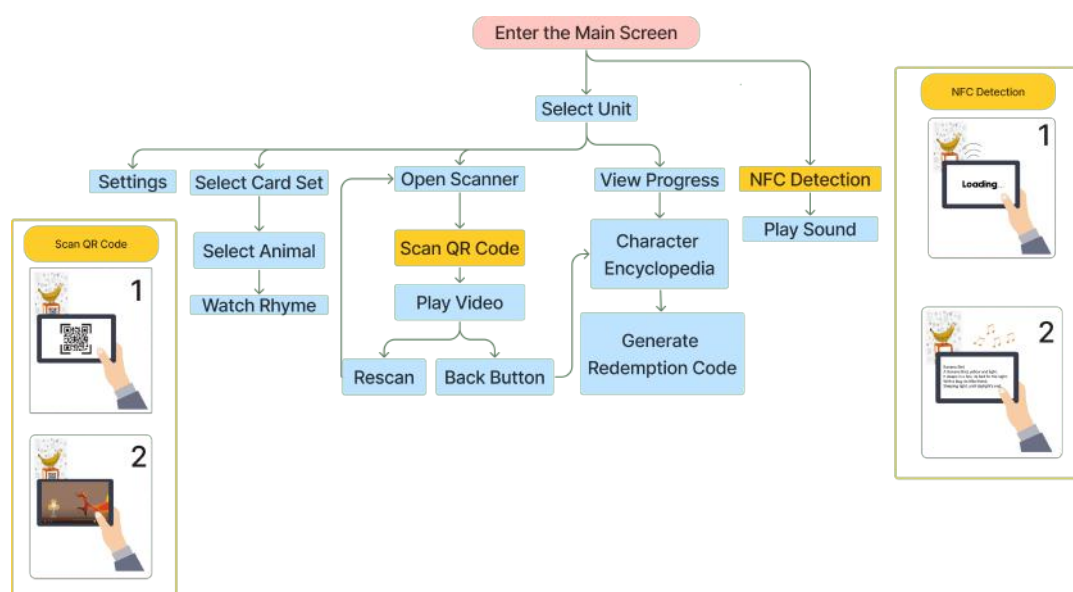 Enter the Main Screen
Select Unit
Settings
Select Card Set
Open Scanner
View Progress
NFC Detection
Select Animal
Scan QR Code
Character
Encyclopedia
Play Sound
Watch Rhyme
Play Video
Generate
Redemption Code
Rescan
Back Button
Scan QR Code
1
2
NFC Detection
1
Loading...
2